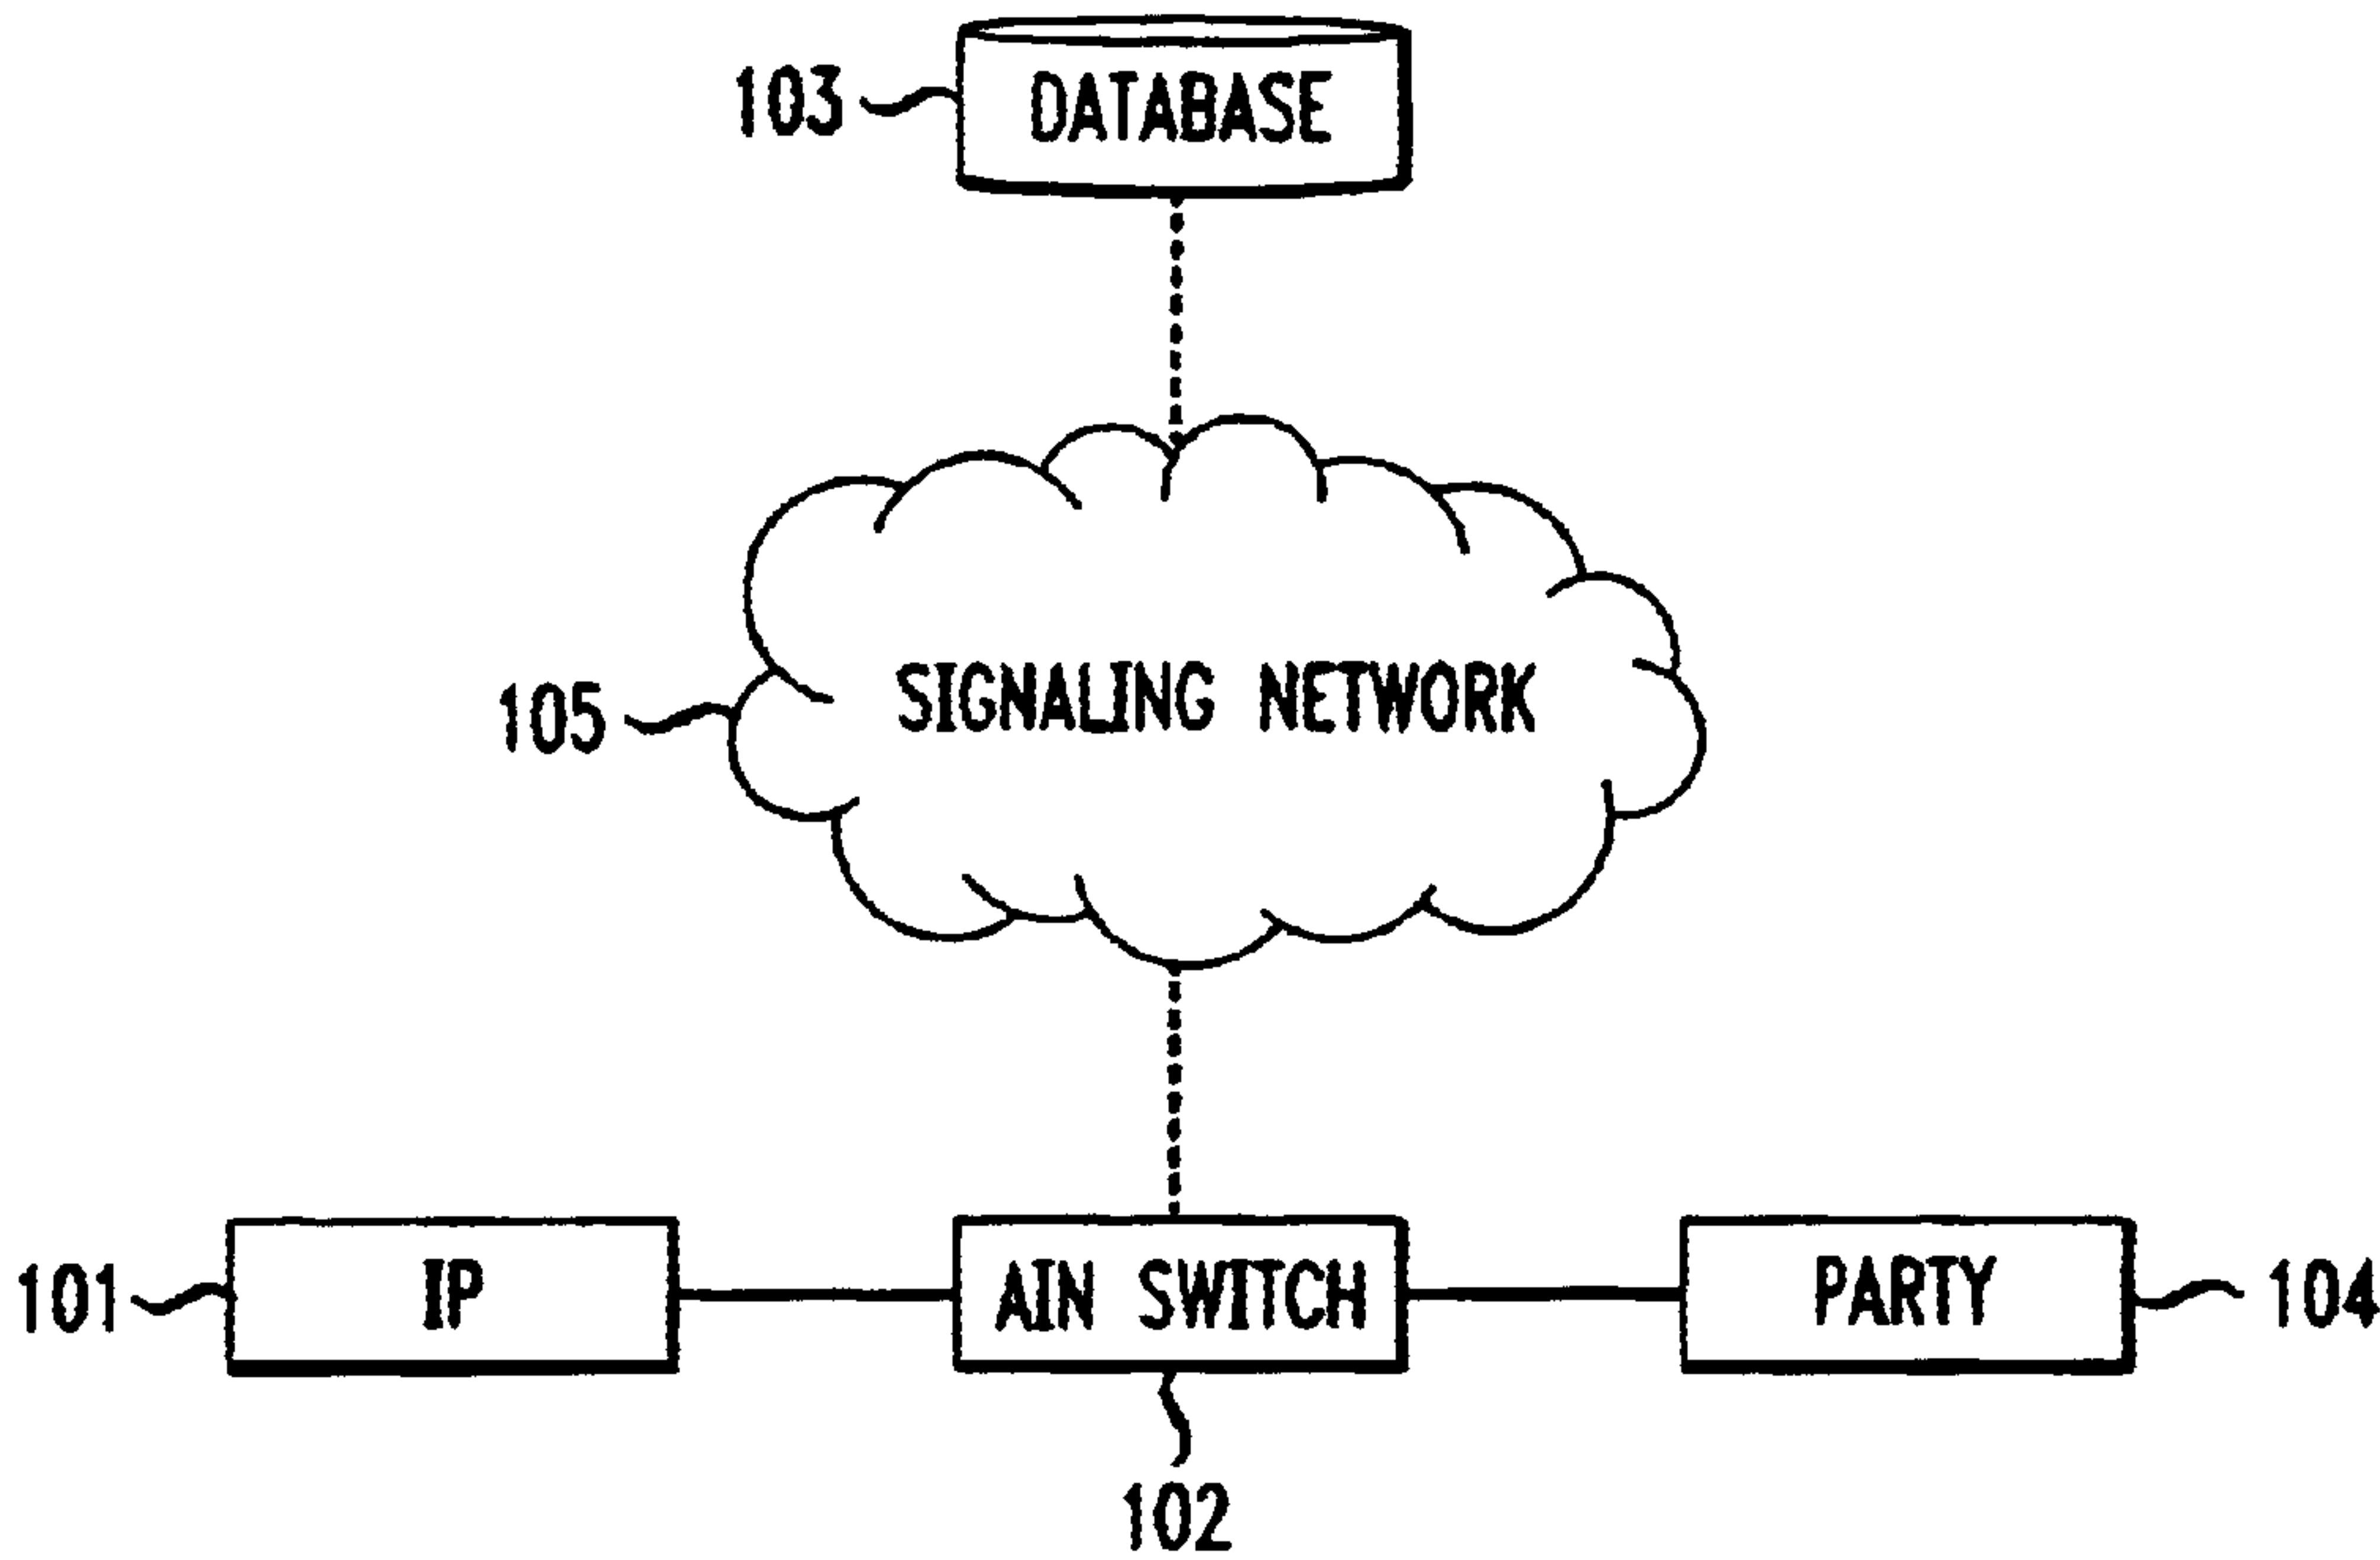 103
DATABASE
105
SIGNALING NETWORK
101
IP
AIN SWITCH
PARTY
104
102